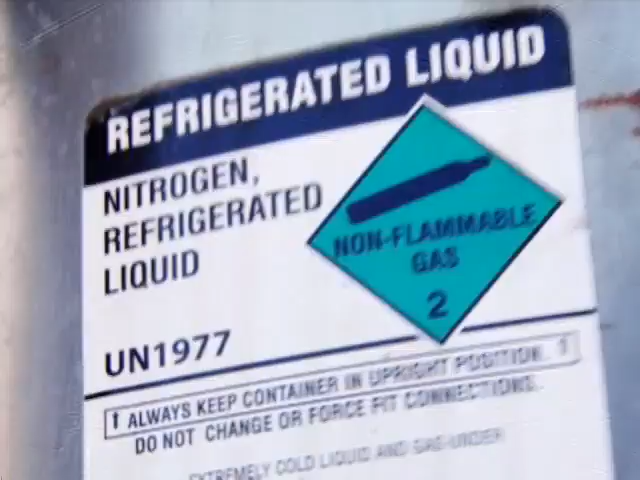 REFRIGERATED LIQUID
NITROGEN,
REFRIGERATED
LIQUID
NON-FLAMMABLE
GAS
2
UN1977
↑ ALWAYS KEEP CONTAINER IN UPRIGHT POSITION. ↑
DO NOT CHANGE OR FORCE FIT CONNECTIONS.
EXTREMELY COLD LIQUID AND GAS UNDER